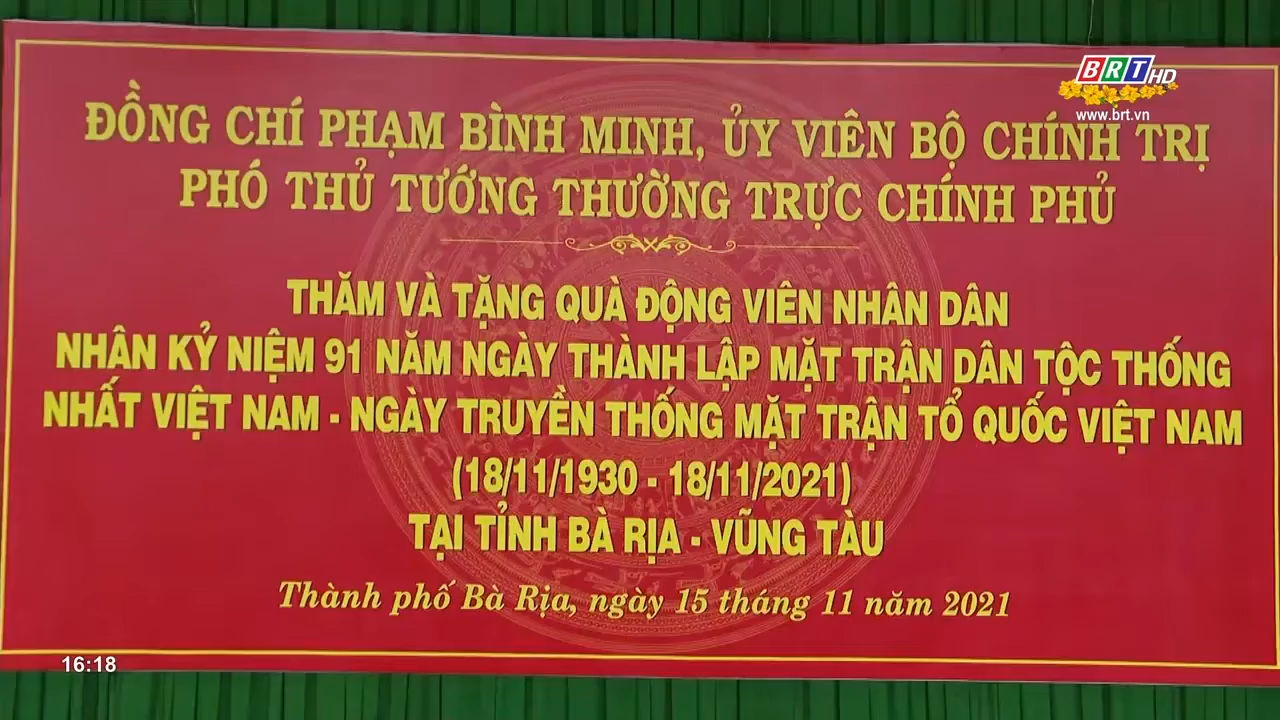 BRT HD
www.brt.vn
ĐỒNG CHÍ PHẠM BÌNH MINH, ỦY VIÊN BỘ CHÍNH TRỊ
PHÓ THỦ TƯỚNG THƯỜNG TRỰC CHÍNH PHỦ
THĂM VÀ TẶNG QUÀ ĐỘNG VIÊN NHÂN DÂN
NHÂN KỶ NIỆM 91 NĂM NGÀY THÀNH LẬP MẶT TRẬN DÂN TỘC THỐNG
NHẤT VIỆT NAM - NGÀY TRUYỀN THỐNG MẶT TRẬN TỔ QUỐC VIỆT NAM
(18/11/1930 - 18/11/2021)
TẠI TỈNH BÀ RỊA - VŨNG TÀU
Thành phố Bà Rịa, ngày 15 tháng 11 năm 2021
16:18